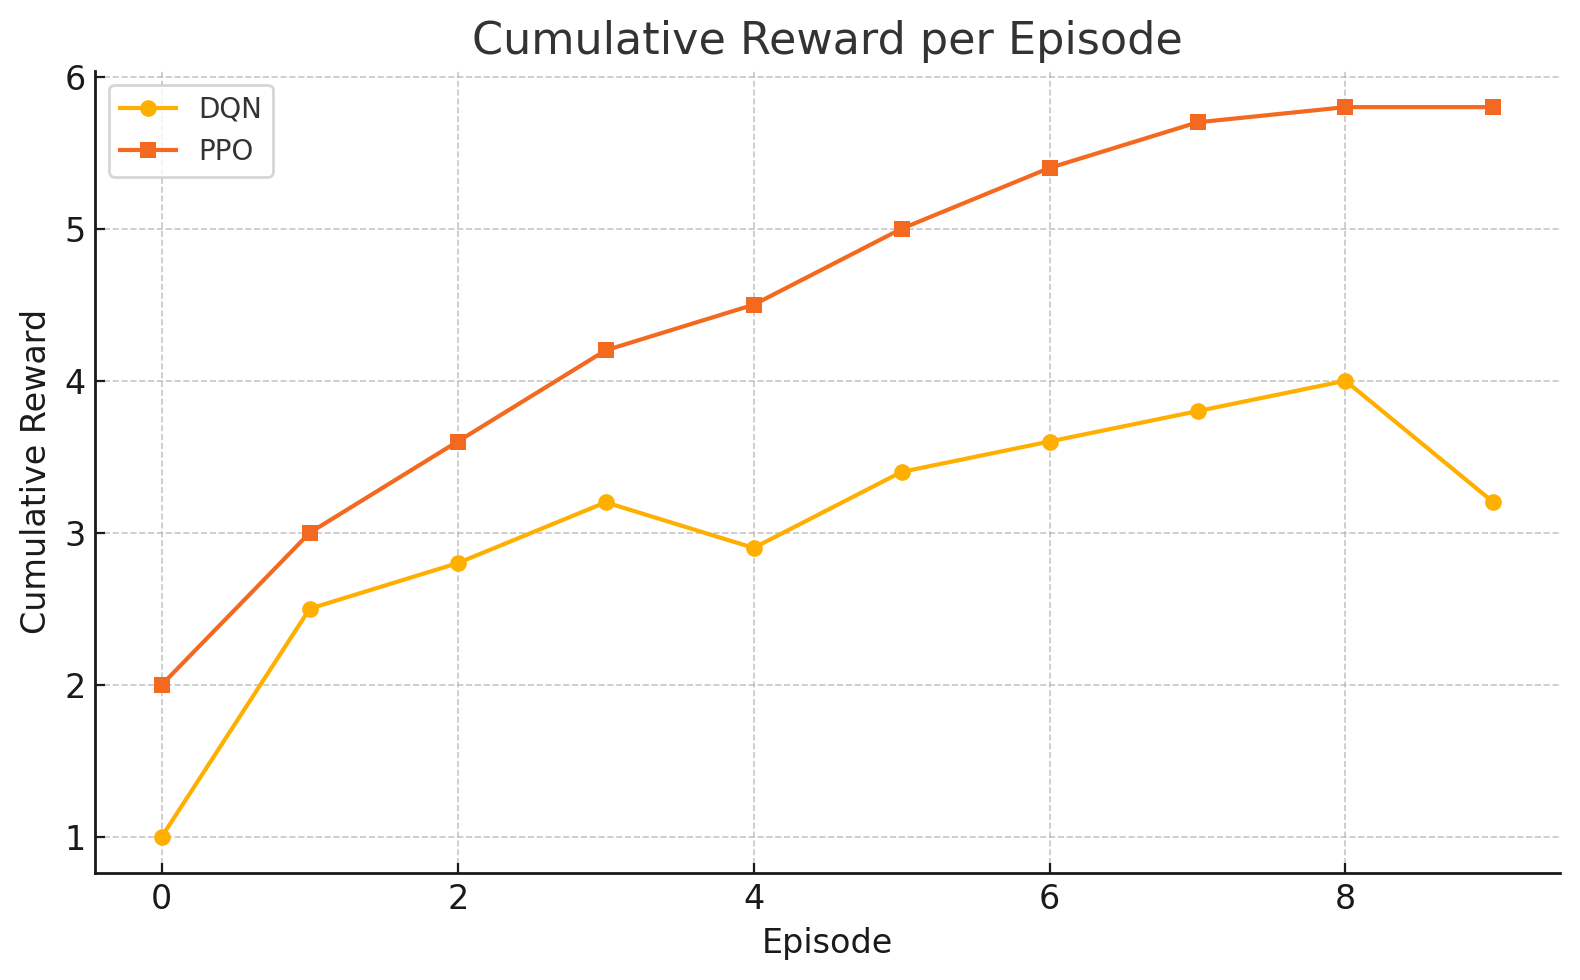 Cumulative Reward per Episode
DQN
PPO
Cumulative Reward
6
5
4
3
2
1
0 2 4 6 8
Episode